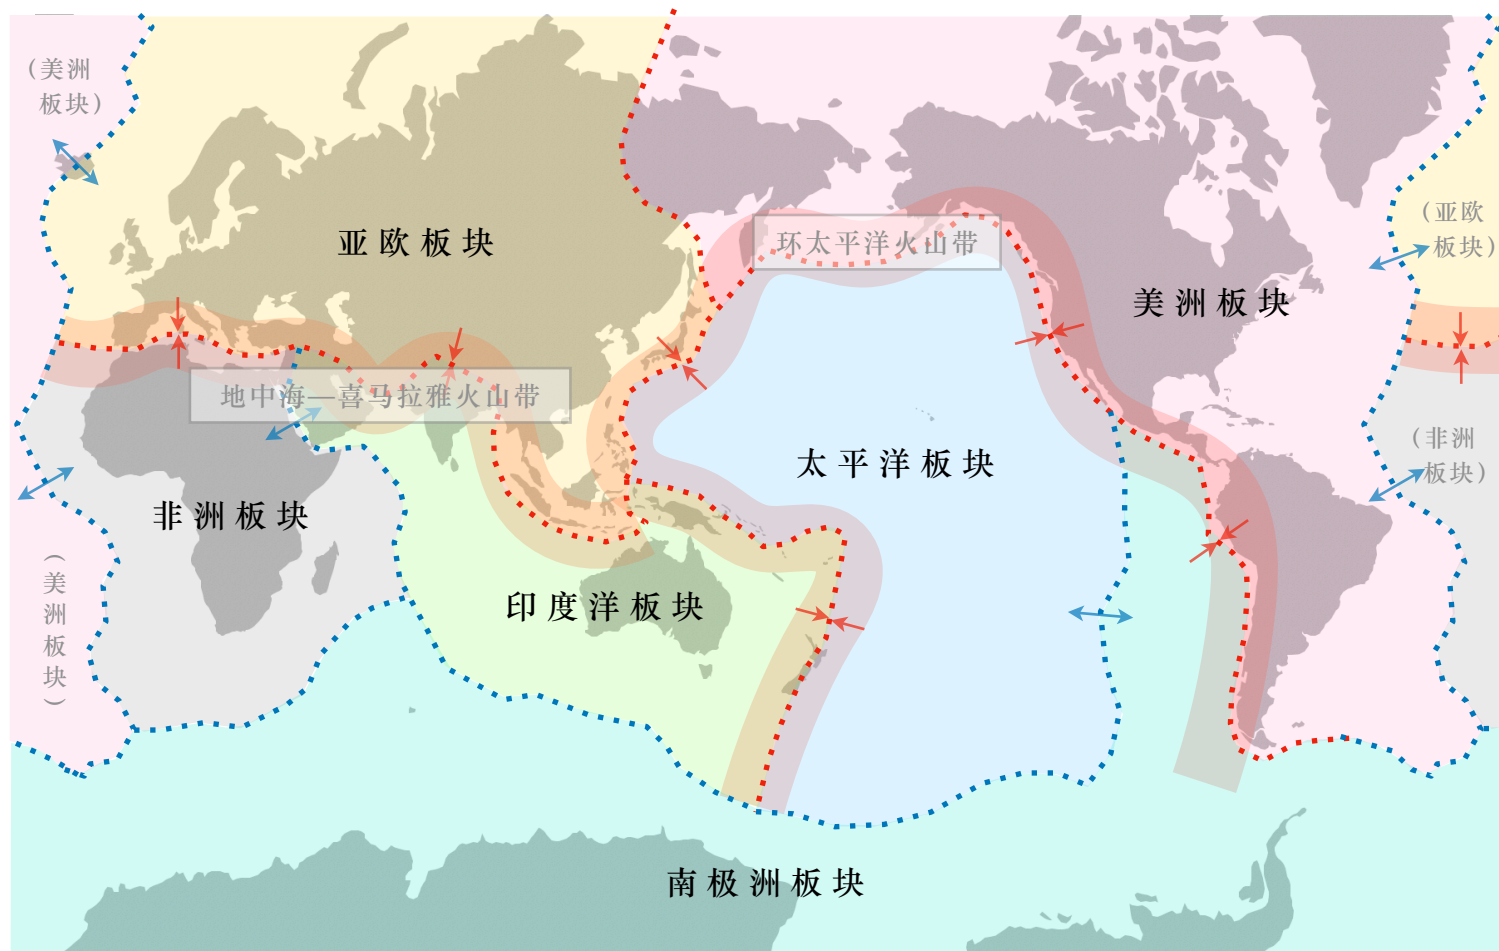 （美洲
板块）
亚欧板块
环太平洋火山带
（亚欧
板块）
美洲板块
地中海—喜马拉雅火山带
太平洋板块
（非洲
板块）
非洲板块
印度洋板块
（美洲板块）
南极洲板块